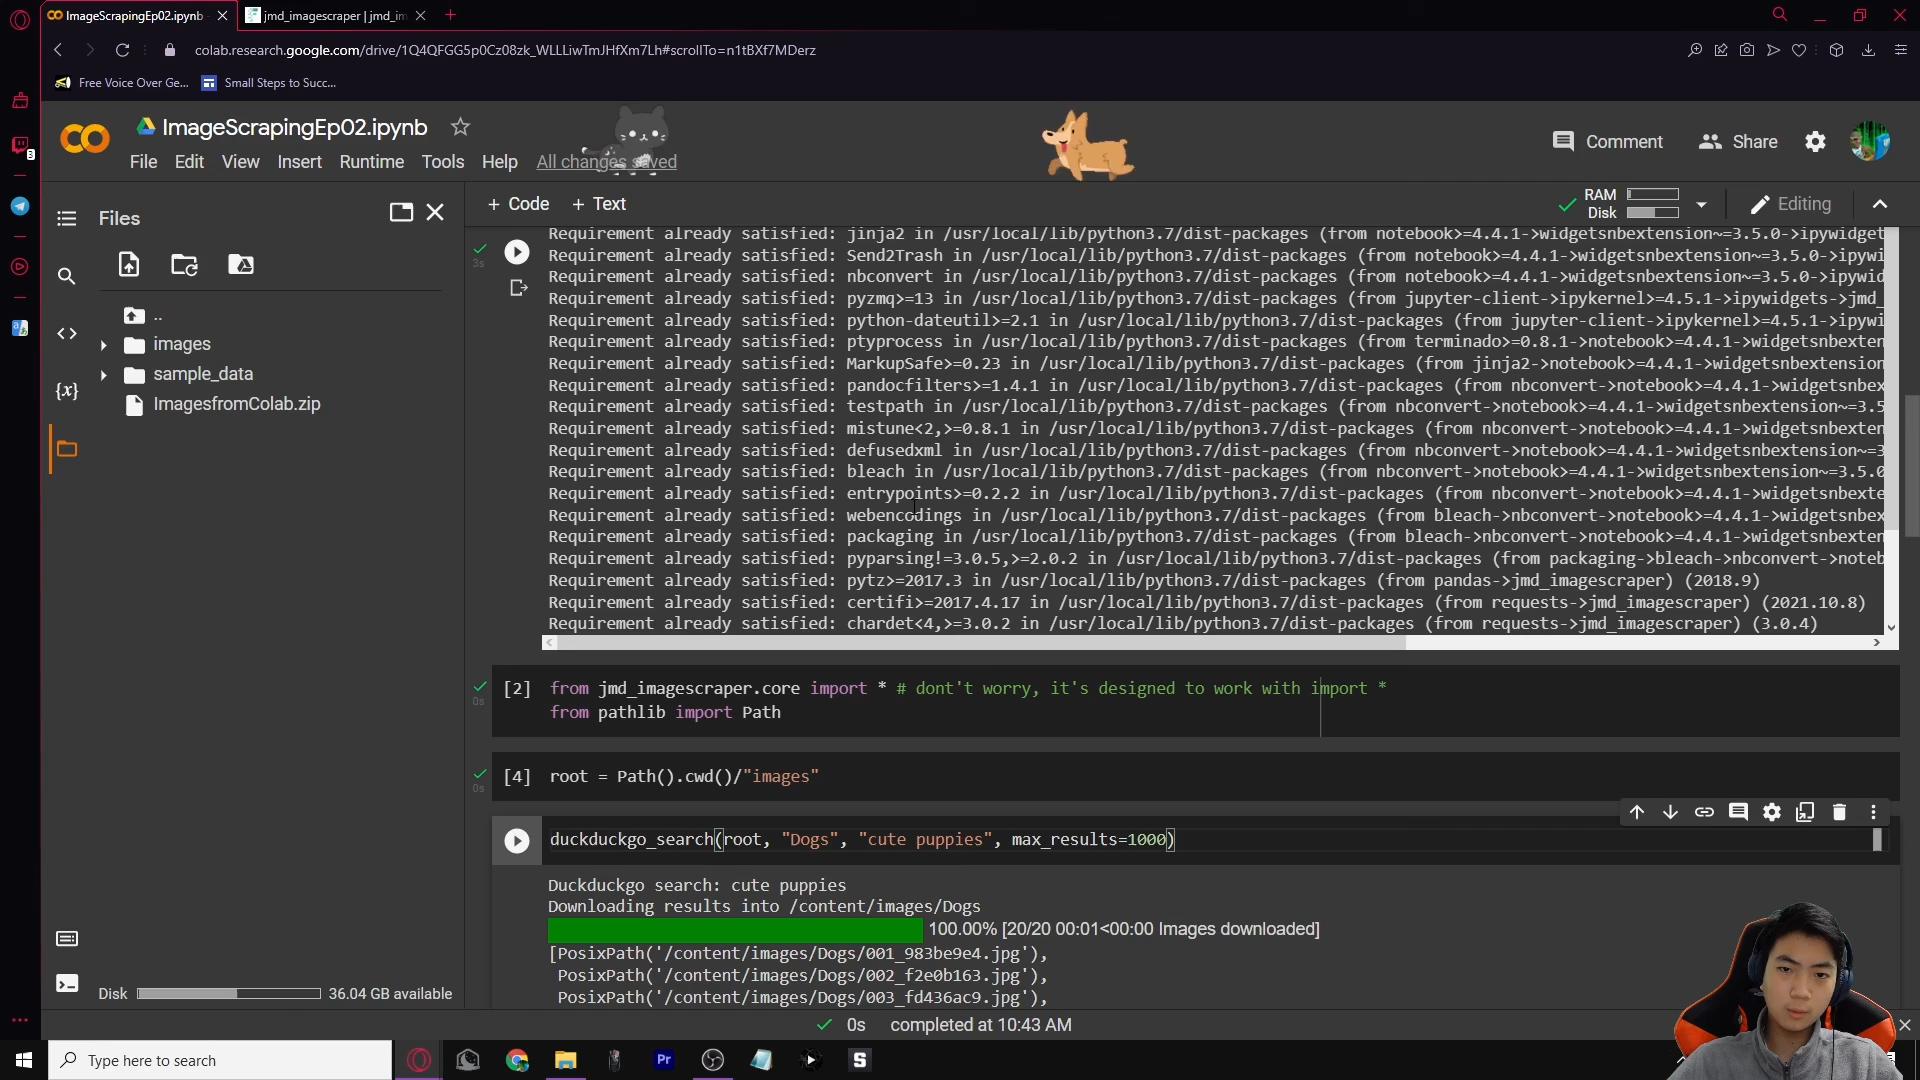 ImageScrapingEp02.ipynb
jmd_imagescraper | jmd_im
colab.research.google.com/drive/1Q4QFGG5p0Cz08zk_WLLLiwTmJHfXm7Lh#scrollTo=n1tBXf7MDerz
Free Voice Over Ge...
Small Steps to Succ...
3
ImageScrapingEp02.ipynb
File Edit View Insert Runtime Tools Help All changes saved
Comment
Share
Files
+ Code + Text
RAM
Disk
Editing
..
images
sample_data
ImagesfromColab.zip
{x}
3s
Requirement already satisfied: jinja2 in /usr/local/lib/python3.7/dist-packages (from notebook>=4.4.1->widgetsnbextension~=3.5.0->ipywidget
Requirement already satisfied: Send2Trash in /usr/local/lib/python3.7/dist-packages (from notebook>=4.4.1->widgetsnbextension~=3.5.0->ipywi
Requirement already satisfied: nbconvert in /usr/local/lib/python3.7/dist-packages (from notebook>=4.4.1->widgetsnbextension~=3.5.0->ipywid
Requirement already satisfied: pyzmq>=13 in /usr/local/lib/python3.7/dist-packages (from jupyter-client->ipykernel>=4.5.1->ipywidgets->jmd_
Requirement already satisfied: python-dateutil>=2.1 in /usr/local/lib/python3.7/dist-packages (from jupyter-client->ipykernel>=4.5.1->ipywi
Requirement already satisfied: ptyprocess in /usr/local/lib/python3.7/dist-packages (from terminado>=0.8.1->notebook>=4.4.1->widgetsnbexten
Requirement already satisfied: MarkupSafe>=0.23 in /usr/local/lib/python3.7/dist-packages (from jinja2->notebook>=4.4.1->widgetsnbextension
Requirement already satisfied: pandocfilters>=1.4.1 in /usr/local/lib/python3.7/dist-packages (from nbconvert->notebook>=4.4.1->widgetsnbex
Requirement already satisfied: testpath in /usr/local/lib/python3.7/dist-packages (from nbconvert->notebook>=4.4.1->widgetsnbextension~=3.5
Requirement already satisfied: mistune<2,>=0.8.1 in /usr/local/lib/python3.7/dist-packages (from nbconvert->notebook>=4.4.1->widgetsnbexten
Requirement already satisfied: defusedxml in /usr/local/lib/python3.7/dist-packages (from nbconvert->notebook>=4.4.1->widgetsnbextension~=3
Requirement already satisfied: bleach in /usr/local/lib/python3.7/dist-packages (from nbconvert->notebook>=4.4.1->widgetsnbextension~=3.5.0
Requirement already satisfied: entrypoints>=0.2.2 in /usr/local/lib/python3.7/dist-packages (from nbconvert->notebook>=4.4.1->widgetsnbexte
Requirement already satisfied: webencodings in /usr/local/lib/python3.7/dist-packages (from bleach->nbconvert->notebook>=4.4.1->widgetsnbex
Requirement already satisfied: packaging in /usr/local/lib/python3.7/dist-packages (from bleach->nbconvert->notebook>=4.4.1->widgetsnbexten
Requirement already satisfied: pyparsing!=3.0.5,>=2.0.2 in /usr/local/lib/python3.7/dist-packages (from packaging->bleach->nbconvert->noteb
Requirement already satisfied: pytz>=2017.3 in /usr/local/lib/python3.7/dist-packages (from pandas->jmd_imagescraper) (2018.9)
Requirement already satisfied: certifi>=2017.4.17 in /usr/local/lib/python3.7/dist-packages (from requests->jmd_imagescraper) (2021.10.8)
Requirement already satisfied: chardet<4,>=3.0.2 in /usr/local/lib/python3.7/dist-packages (from requests->jmd_imagescraper) (3.0.4)
[2] from jmd_imagescraper.core import * # dont't worry, it's designed to work with import *
0s
from pathlib import Path
[4] root = Path().cwd()/"images"
0s
duckduckgo_search(root, "Dogs", "cute puppies", max_results=1000)
Duckduckgo search: cute puppies
Downloading results into /content/images/Dogs
100.00% [20/20 00:01<00:00 Images downloaded]
[PosixPath('/content/images/Dogs/001_983be9e4.jpg'),
PosixPath('/content/images/Dogs/002_f2e0b163.jpg'),
PosixPath('/content/images/Dogs/003_fd436ac9.jpg'),
Disk 36.04 GB available
0s completed at 10:43 AM
Type here to search
Pr
S